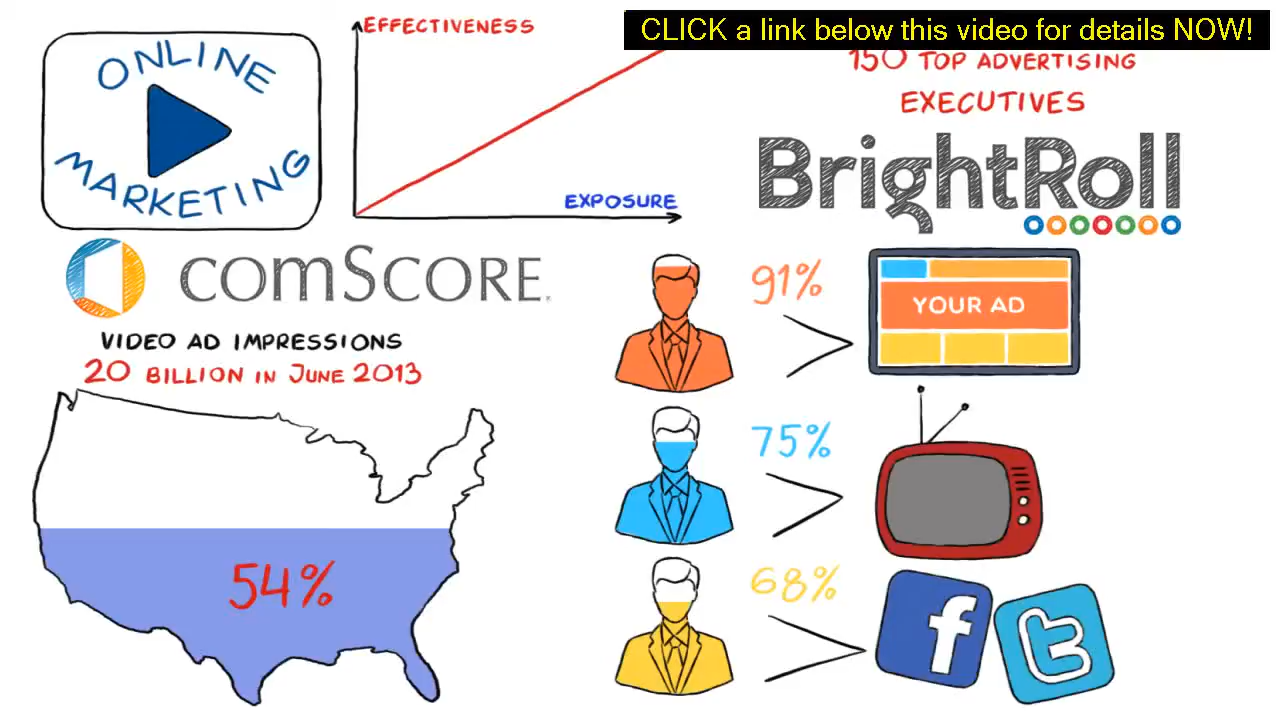 CLICK a link below this video for details NOW!
ONLINE
MARKETING
EFFECTIVENESS
EXPOSURE
150 TOP ADVERTISING
EXECUTIVES
BrightRoll
comScore
VIDEO AD IMPRESSIONS
20 BILLION IN JUNE 2013
54%
91%
YOUR AD
75%
68%
f
t